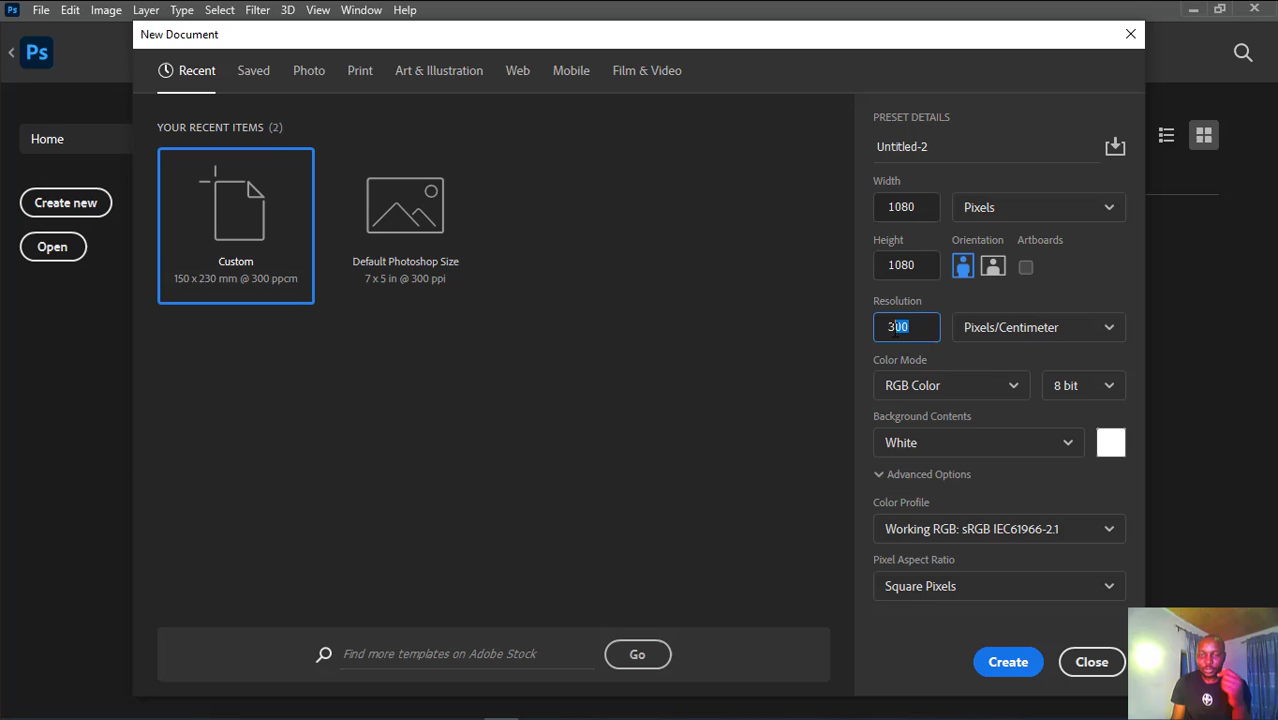 Ps File Edit Image Layer Type Select Filter 3D View Window Help
New Document
Ps
Recent Saved Photo Print Art & Illustration Web Mobile Film & Video
Home
Create new
Open
YOUR RECENT ITEMS (2)
Custom
150 x 230 mm @ 300 ppcm
Default Photoshop Size
7 x 5 in @ 300 ppi
Find more templates on Adobe Stock
Go
PRESET DETAILS
Untitled-2
Width
1080 Pixels
Height Orientation Artboards
1080
Resolution
300 Pixels/Centimeter
Color Mode
RGB Color 8 bit
Background Contents
White
Advanced Options
Color Profile
Working RGB: sRGB IEC61966-2.1
Pixel Aspect Ratio
Square Pixels
Create Close